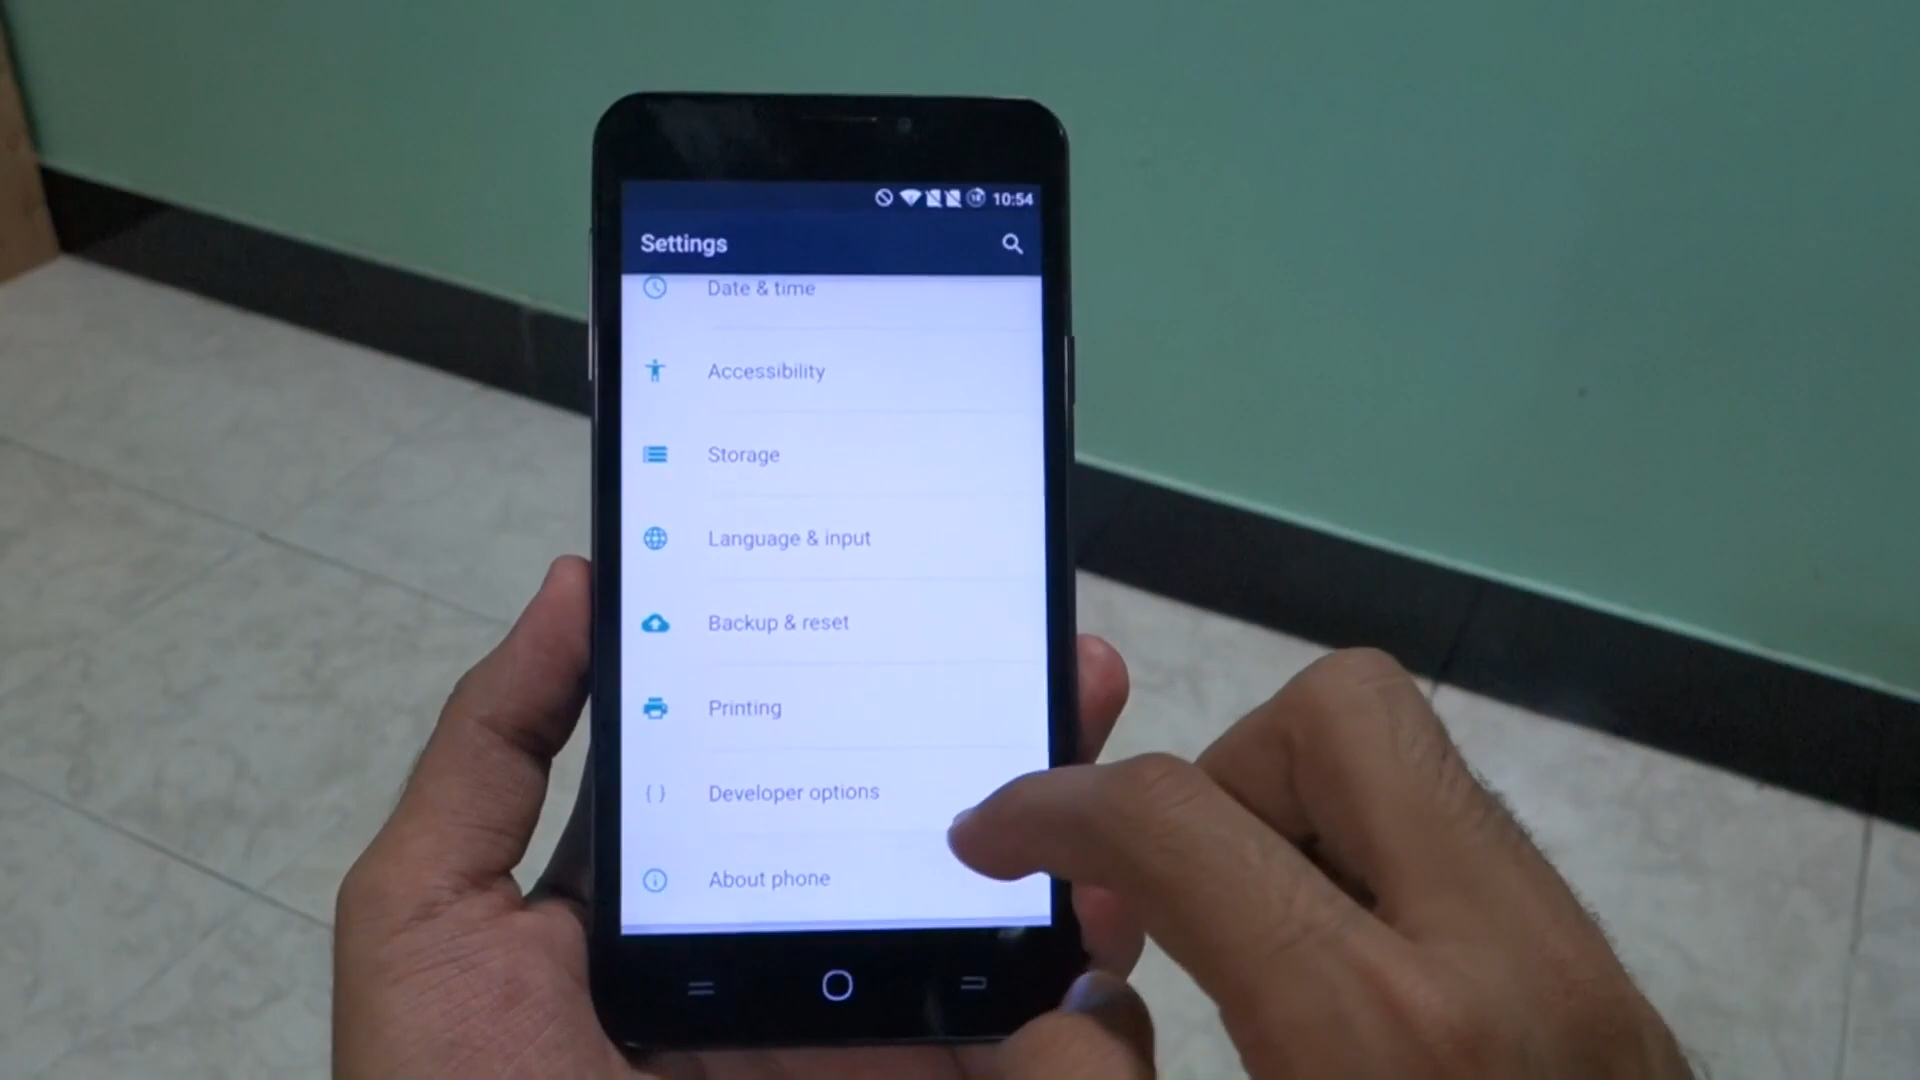 10:54
Settings
Date & time
Accessibility
Storage
Language & input
Backup & reset
Printing
{ } Developer options
About phone